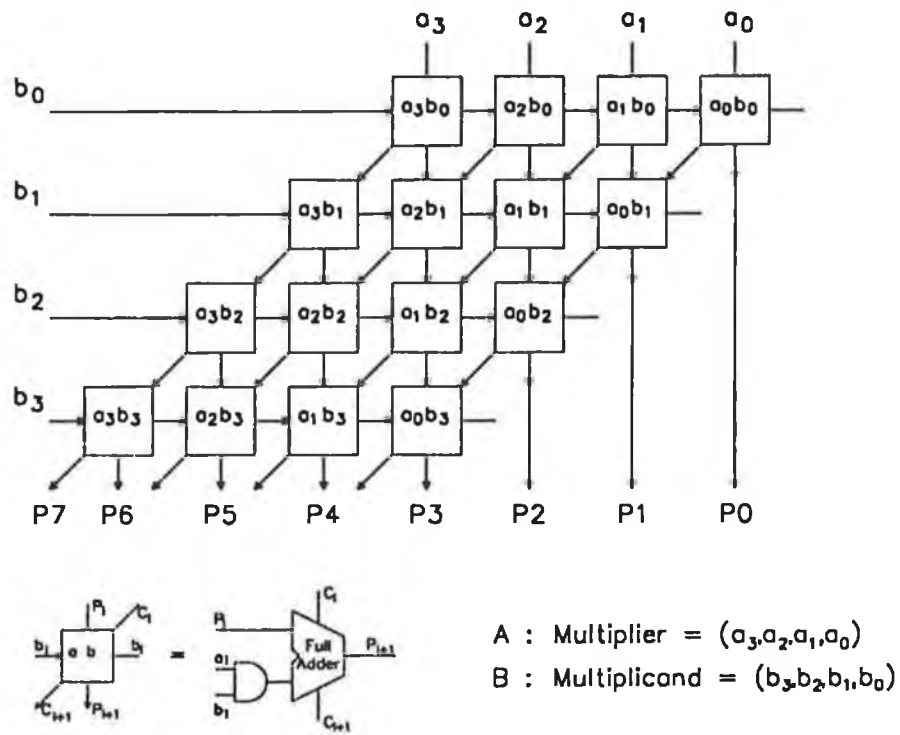 a3 a2 a1 a0
b0 a3b0 a2b0 a1b0 a0b0
b1 a3b1 a2b1 a1b1 a0b1
b2 a3b2 a2b2 a1b2 a0b2
b3 a3b3 a2b3 a1b3 a0b3
P7 P6 P5 P4 P3 P2 P1 P0
Pi Ci
bi a b bi
Ci+1 Pi+1
=
Ci
Pi Full Adder Pi+1
ai
bi
Ci+1
A : Multiplier = (a3,a2,a1,a0)
B : Multiplicand = (b3,b2,b1,b0)